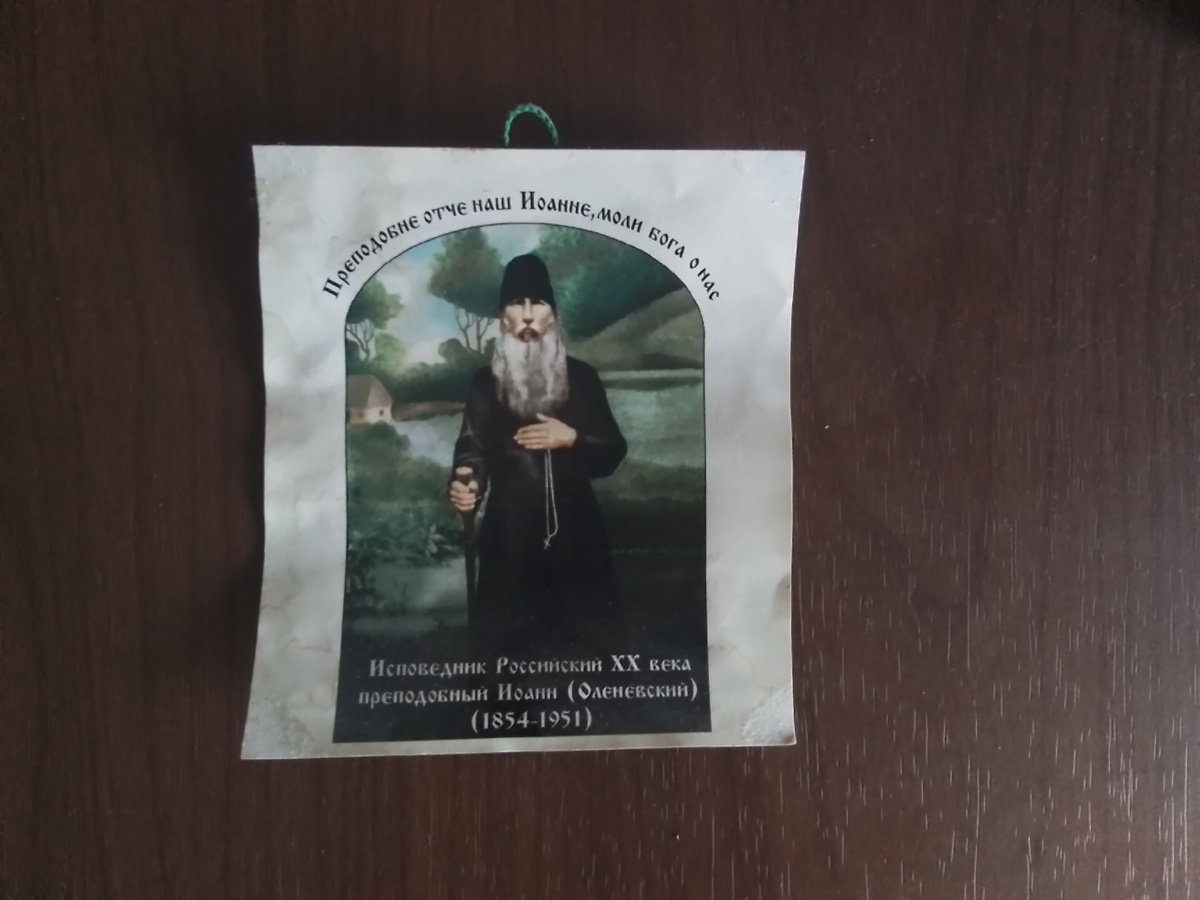 Преподобне отче наш Иоанне, моли бога о нас
Исповедник Российский XX века
преподобный Иоанн (Оленевский)
(1854-1951)